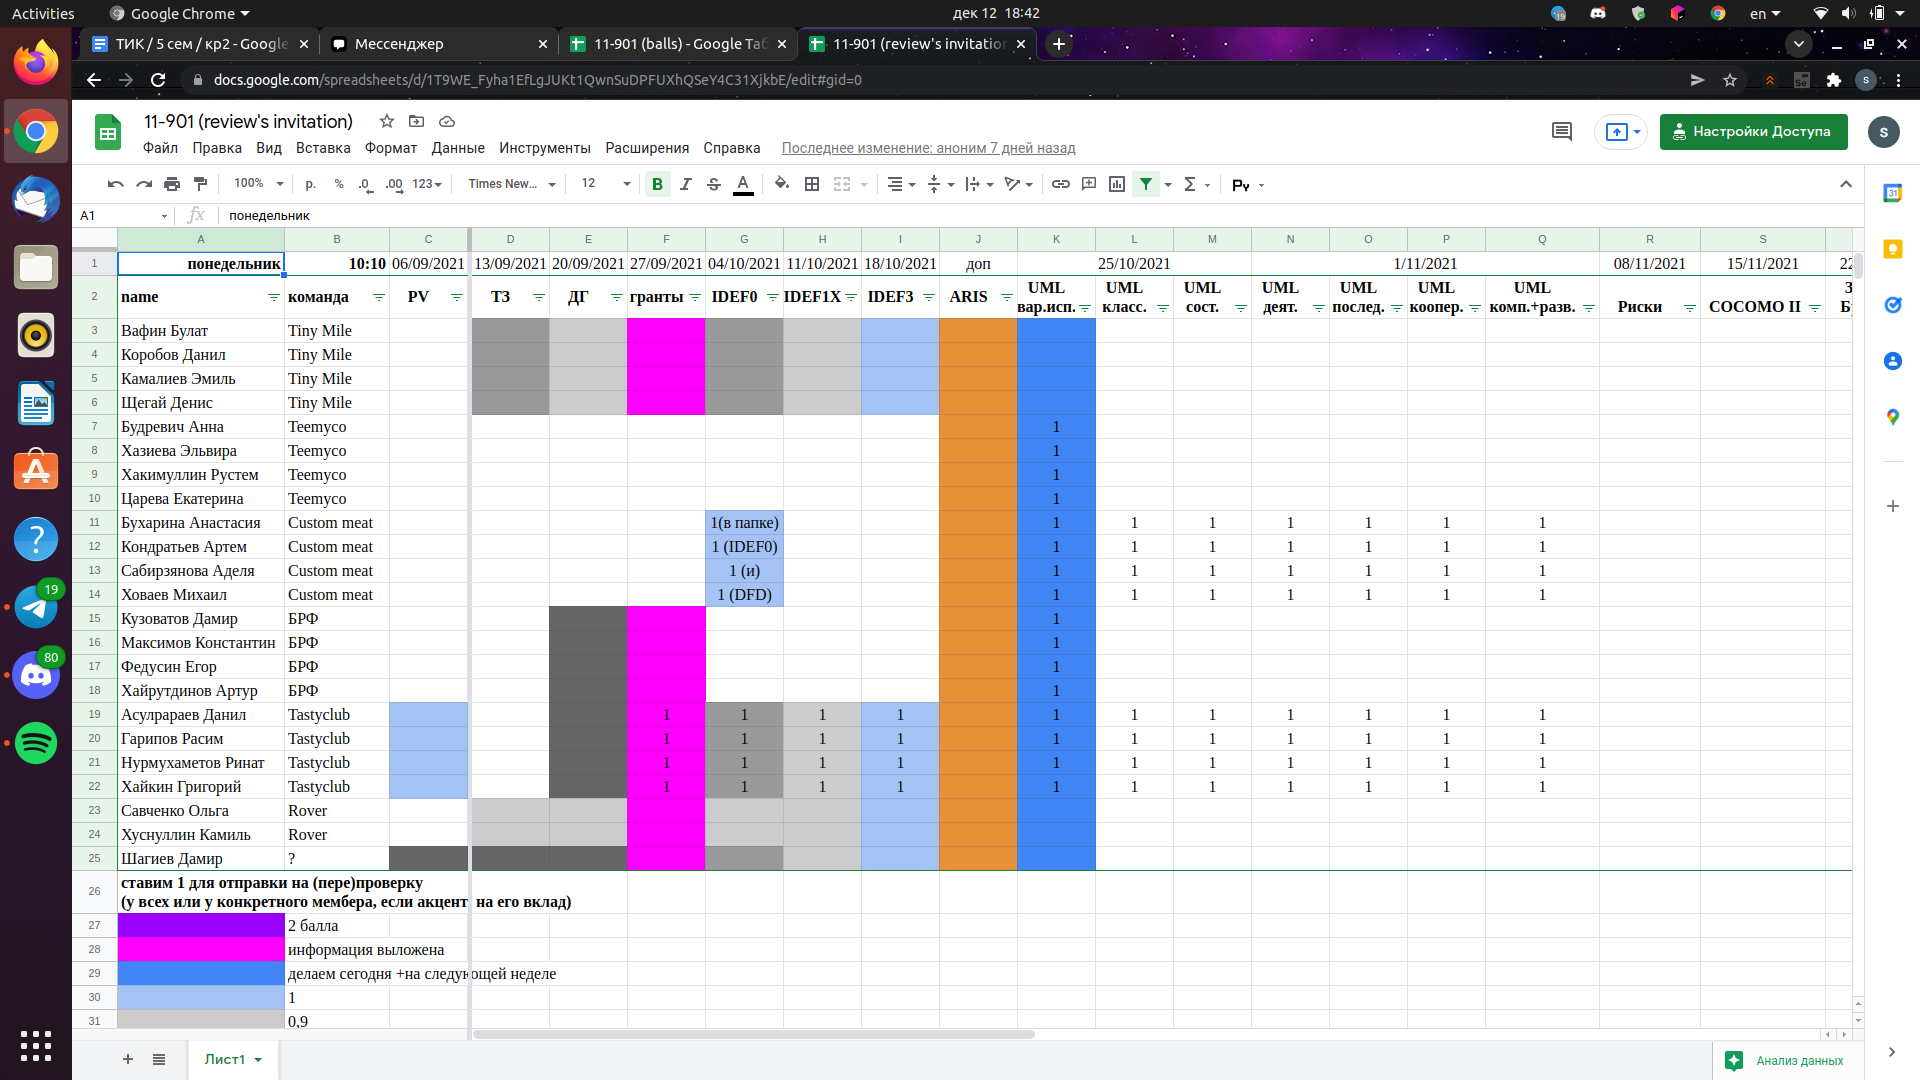 Activities
Google Chrome
дек 12 18:42
en
ТИК / 5 сем / кр2 - Google
Мессенджер
11-901 (balls) - Google Таб
11-901 (review's invitation
docs.google.com/spreadsheets/d/1T9WE_Fyha1EfLgJUKt1QwnSuDPFUXhQSeY4C31XjkbE/edit#gid=0
11-901 (review's invitation)
Файл Правка Вид Вставка Формат Данные Инструменты Расширения Справка Последнее изменение: аноним 7 дней назад
Настройки Доступа
S
100% р. % .0 .00 123 Times New... 12 B I S A Σ Pу
A1 fx понедельник
A B C D E F G H I J K L M N O P Q R S
1 понедельник 10:10 06/09/2021 13/09/2021 20/09/2021 27/09/2021 04/10/2021 11/10/2021 18/10/2021 доп 25/10/2021 1/11/2021 08/11/2021 15/11/2021 22
2 name команда PV ТЗ ДГ гранты IDEF0 IDEF1X IDEF3 ARIS UML вар.исп. UML класс. UML сост. UML деят. UML послед. UML коопер. UML комп.+разв. Риски COCOMO II
3 Вафин Булат Tiny Mile
4 Коробов Данил Tiny Mile
5 Камалиев Эмиль Tiny Mile
6 Щегай Денис Tiny Mile
7 Будревич Анна Teemyco 1
8 Хазиева Эльвира Teemyco 1
9 Хакимуллин Рустем Teemyco 1
10 Царева Екатерина Teemyco 1
11 Бухарина Анастасия Custom meat 1(в папке) 1 1 1 1 1 1 1
12 Кондратьев Артем Custom meat 1 (IDEF0) 1 1 1 1 1 1 1
13 Сабирзянова Аделя Custom meat 1 (и) 1 1 1 1 1 1 1
14 Ховаев Михаил Custom meat 1 (DFD) 1 1 1 1 1 1 1
15 Кузоватов Дамир БРФ 1
16 Максимов Константин БРФ 1
17 Федусин Егор БРФ 1
18 Хайрутдинов Артур БРФ 1
19 Асулрараев Данил Tastyclub 1 1 1 1 1 1 1 1 1 1 1
20 Гарипов Расим Tastyclub 1 1 1 1 1 1 1 1 1 1 1
21 Нурмухаметов Ринат Tastyclub 1 1 1 1 1 1 1 1 1 1 1
22 Хайкин Григорий Tastyclub 1 1 1 1 1 1 1 1 1 1 1
23 Савченко Ольга Rover
24 Хуснуллин Камиль Rover
25 Шагиев Дамир ?
26 ставим 1 для отправки на (пере)проверку
(у всех или у конкретного мембера, если акцент на его вклад)
27 2 балла
28 информация выложена
29 делаем сегодня +на следующей неделе
30 1
31 0,9
Лист1
Анализ данных
19
80
31